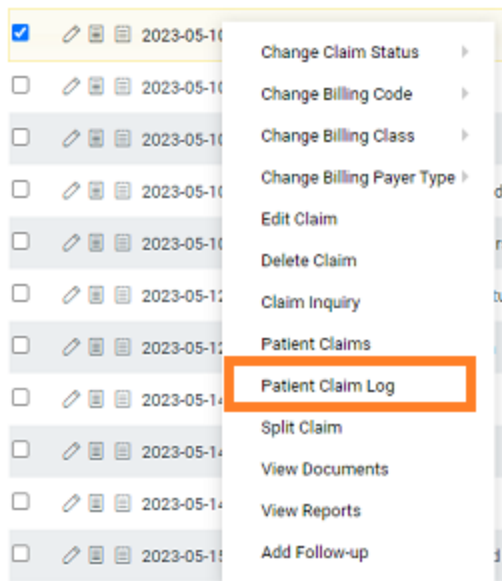 2023-05-10
Change Claim Status
2023-05-10
Change Billing Code
2023-05-10
Change Billing Class
2023-05-10
Change Billing Payer Type
Edit Claim
2023-05-10
Delete Claim
2023-05-12
Claim Inquiry
2023-05-12
Patient Claims
Patient Claim Log
2023-05-14
Split Claim
2023-05-14
View Documents
2023-05-14
View Reports
2023-05-15
Add Follow-up